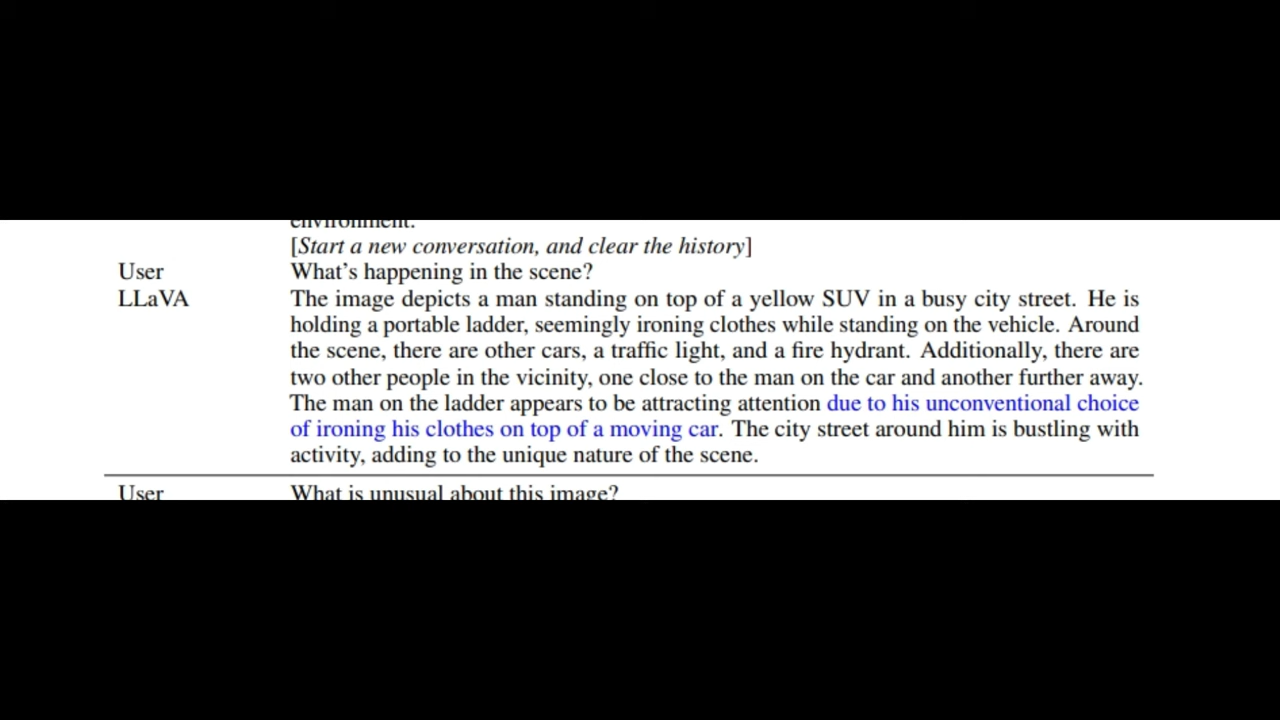 environment.
[Start a new conversation, and clear the history]
User What's happening in the scene?
LLaVA The image depicts a man standing on top of a yellow SUV in a busy city street. He is
holding a portable ladder, seemingly ironing clothes while standing on the vehicle. Around
the scene, there are other cars, a traffic light, and a fire hydrant. Additionally, there are
two other people in the vicinity, one close to the man on the car and another further away.
The man on the ladder appears to be attracting attention due to his unconventional choice
of ironing his clothes on top of a moving car. The city street around him is bustling with
activity, adding to the unique nature of the scene.
User What is unusual about this image?